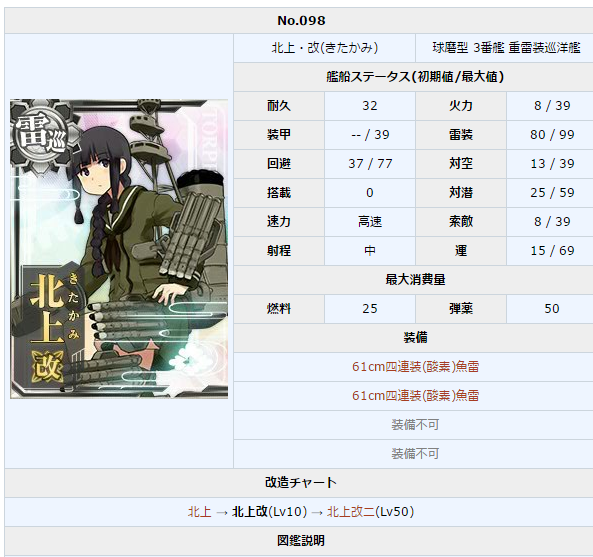 No.098
北上・改(きたかみ) 球磨型 3番艦 重雷装巡洋艦
艦船ステータス(初期値/最大値)
耐久 32 火力 8 / 39
装甲 -- / 39 雷装 80 / 99
回避 37 / 77 対空 13 / 39
搭載 0 対潜 25 / 59
速力 高速 索敵 8 / 39
射程 中 運 15 / 69
最大消費量
燃料 25 弾薬 50
装備
61cm四連装(酸素)魚雷
61cm四連装(酸素)魚雷
装備不可
装備不可
雷巡
きたかみ
北上
改
改造チャート
北上 → 北上改(Lv10) → 北上改二(Lv50)
図鑑説明